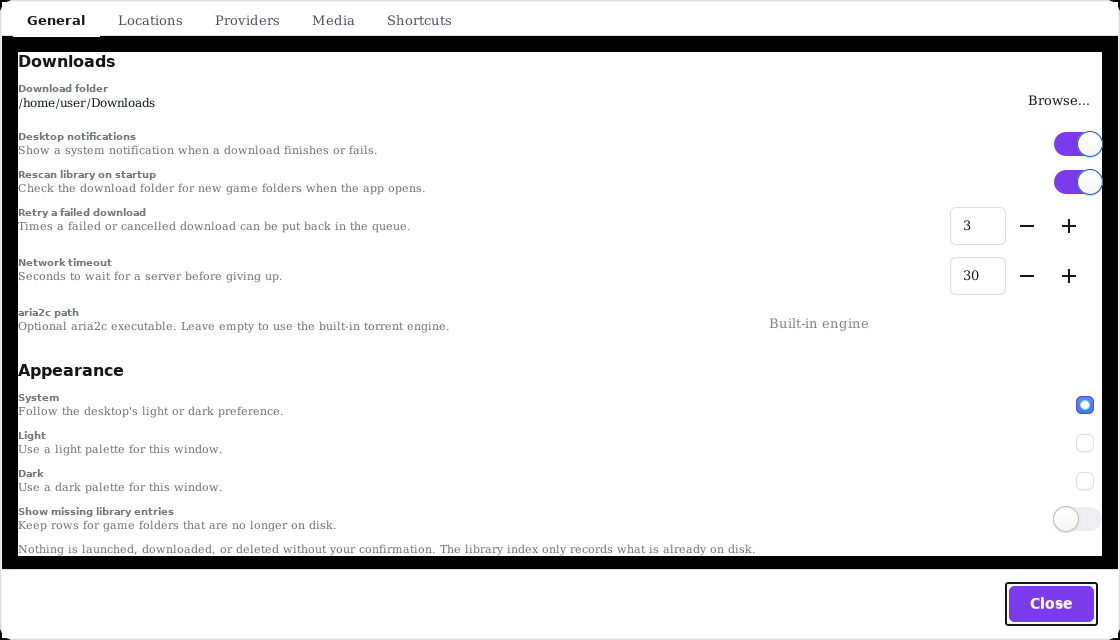 General Locations Providers Media Shortcuts
Downloads
Download folder
/home/user/Downloads
Browse...
Desktop notifications
Show a system notification when a download finishes or fails.
Rescan library on startup
Check the download folder for new game folders when the app opens.
Retry a failed download
Times a failed or cancelled download can be put back in the queue.
3
Network timeout
Seconds to wait for a server before giving up.
30
aria2c path
Optional aria2c executable. Leave empty to use the built-in torrent engine.
Built-in engine
Appearance
System
Follow the desktop's light or dark preference.
Light
Use a light palette for this window.
Dark
Use a dark palette for this window.
Show missing library entries
Keep rows for game folders that are no longer on disk.
Nothing is launched, downloaded, or deleted without your confirmation. The library index only records what is already on disk.
Close